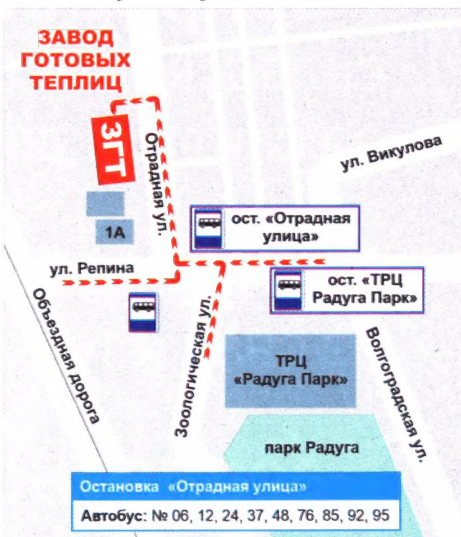 ЗАВОД
ГОТОВЫХ
ТЕПЛИЦ
ЗГТ
Отрадная ул.
ул. Викулова
1А
ост. «Отрадная
улица»
ул. Репина
ост. «ТРЦ
Радуга Парк»
Объездная дорога
Зоологическая ул.
ТРЦ
«Радуга Парк»
Волгоградская ул.
парк Радуга
Остановка «Отрадная улица»
Автобус: № 06, 12, 24, 37, 48, 76, 85, 92, 95